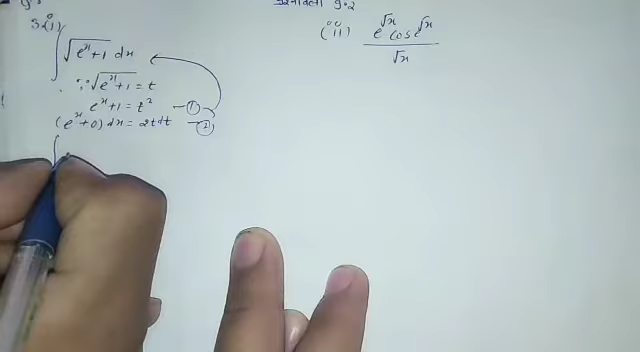 प्रश्नावली 9.2
3.(i)
∫√(eˣ+1) dx
∵ √(eˣ+1) = t
eˣ+1 = t² —①
(eˣ+0) dx = 2t dt —②
∫
(ii) e^√x cos e^√x / √x